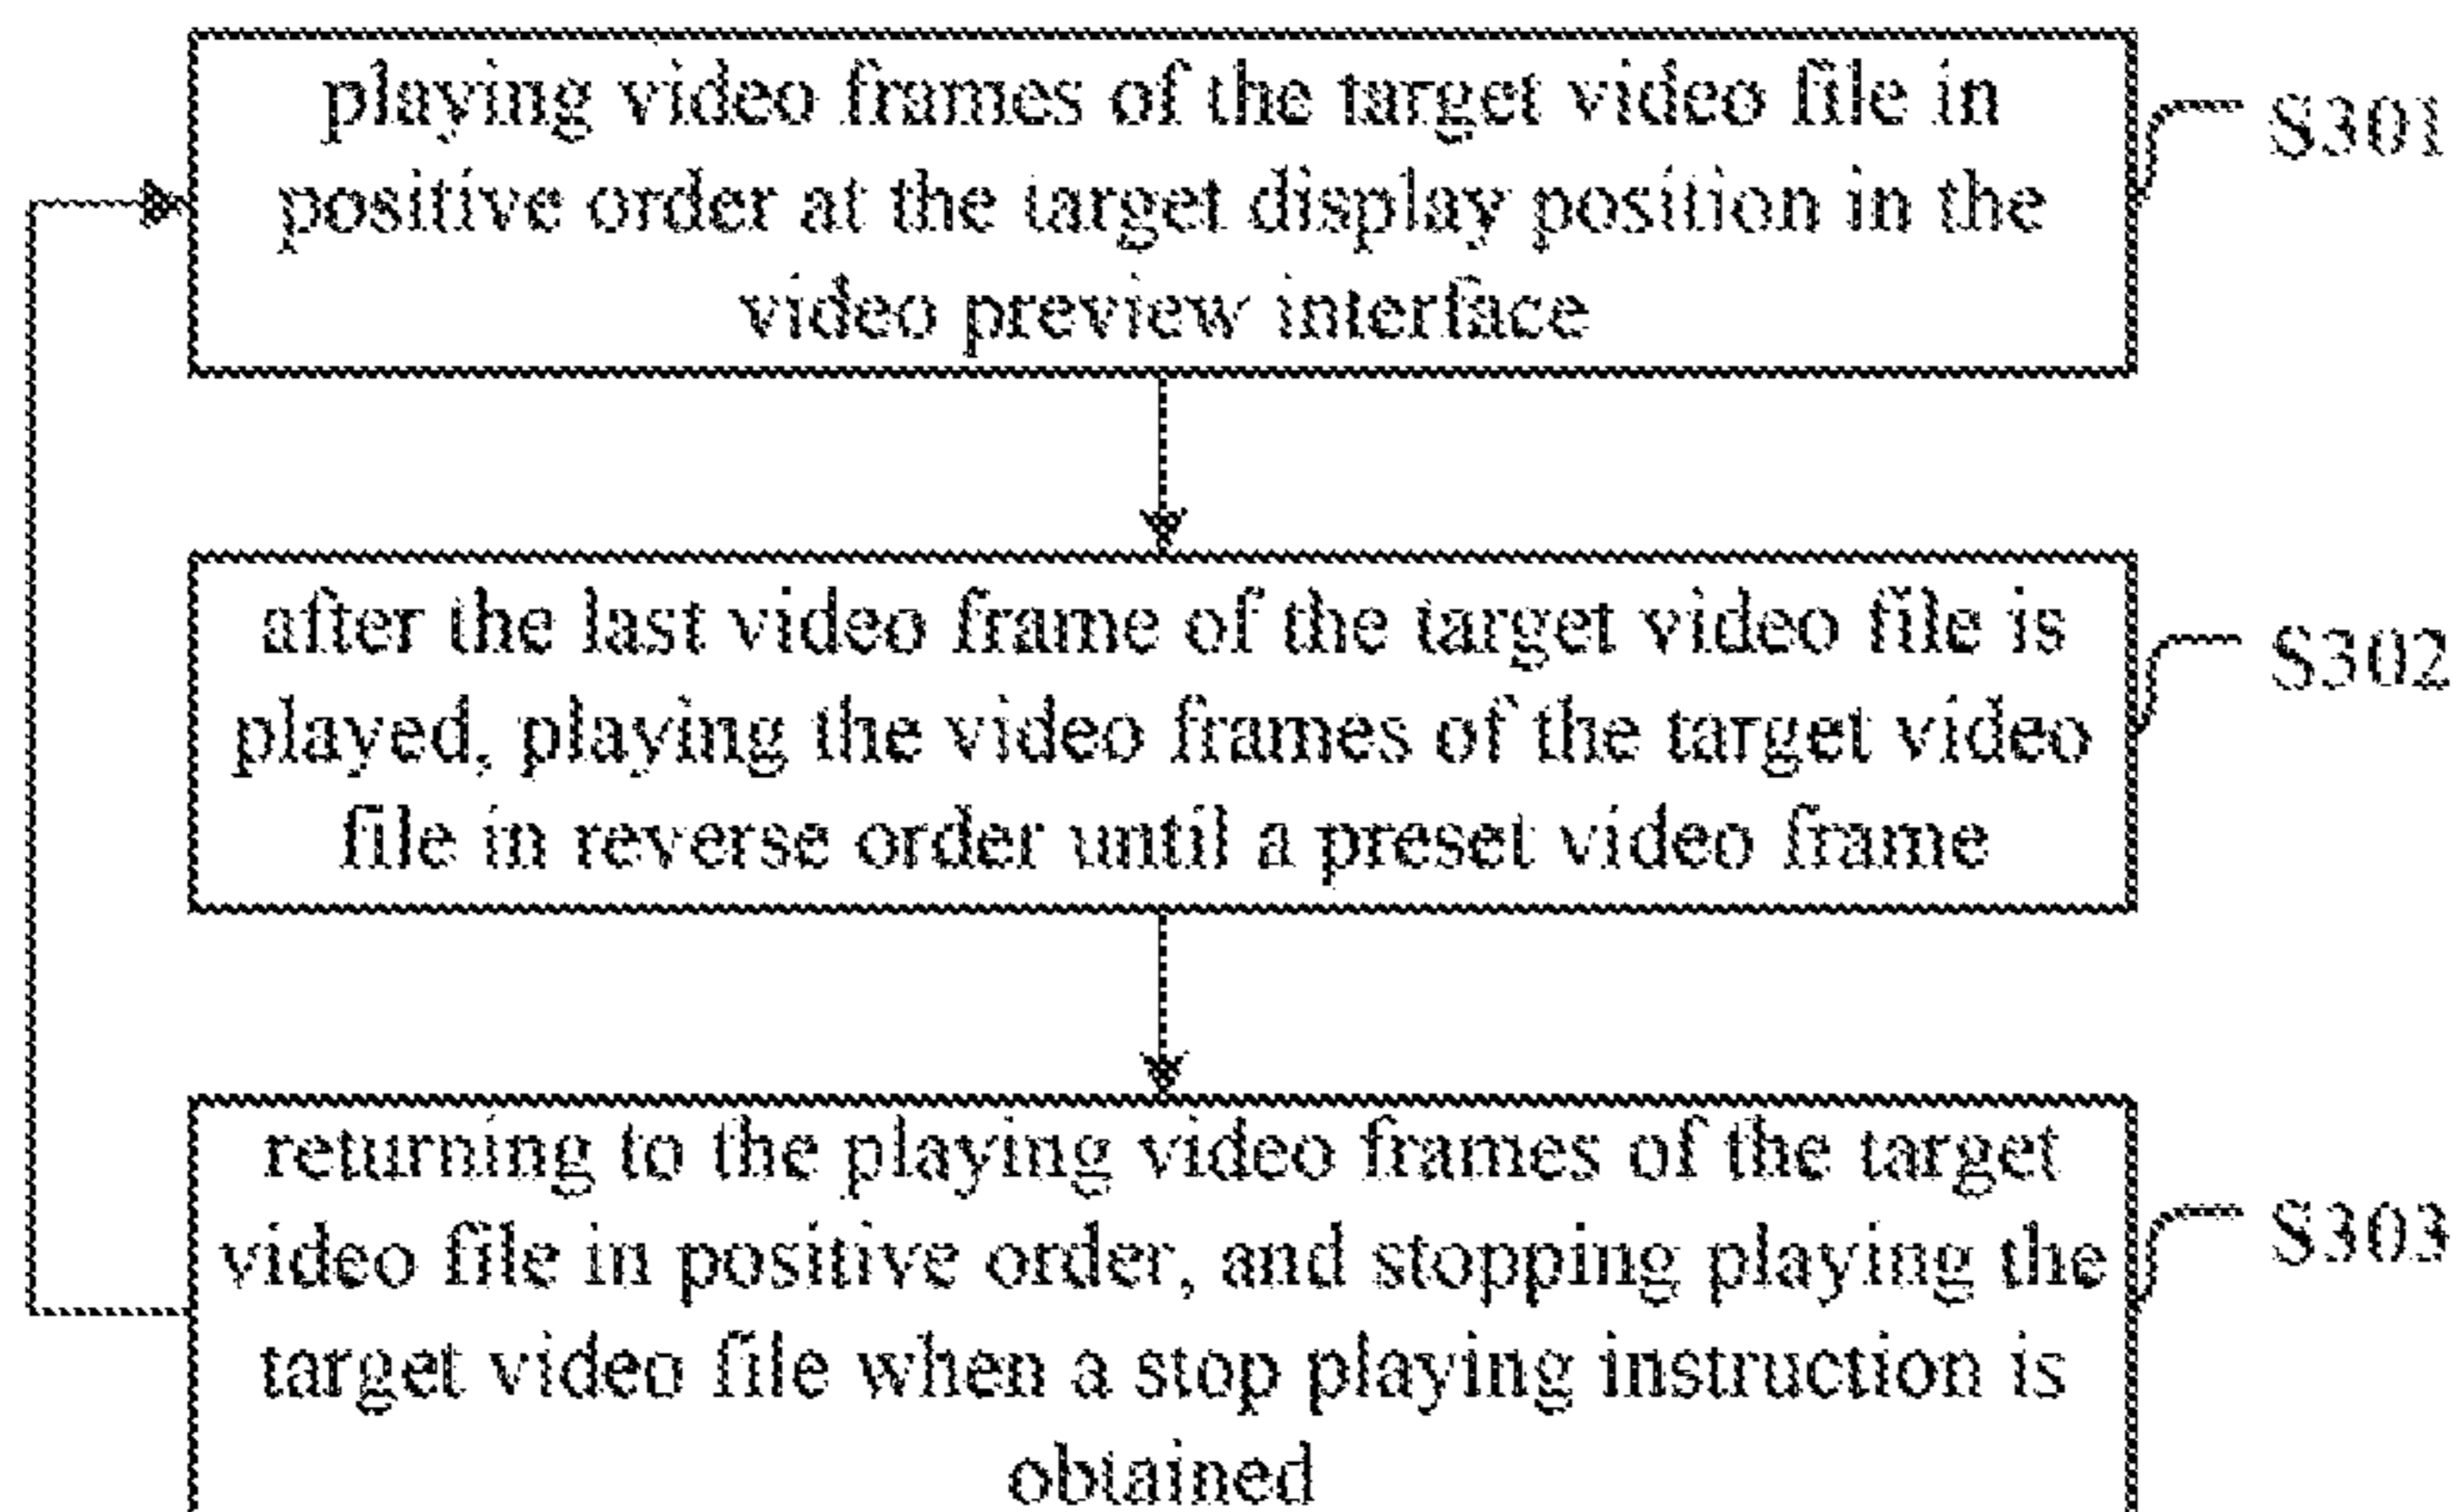 playing video frames of the target video file in
positive order at the target display position in the
video preview interface
S301
after the last video frame of the target video file is
played, playing the video frames of the target video
file in reverse order until a preset video frame
S302
returning to the playing video frames of the target
video file in positive order, and stopping playing the
target video file when a stop playing instruction is
obtained
S303